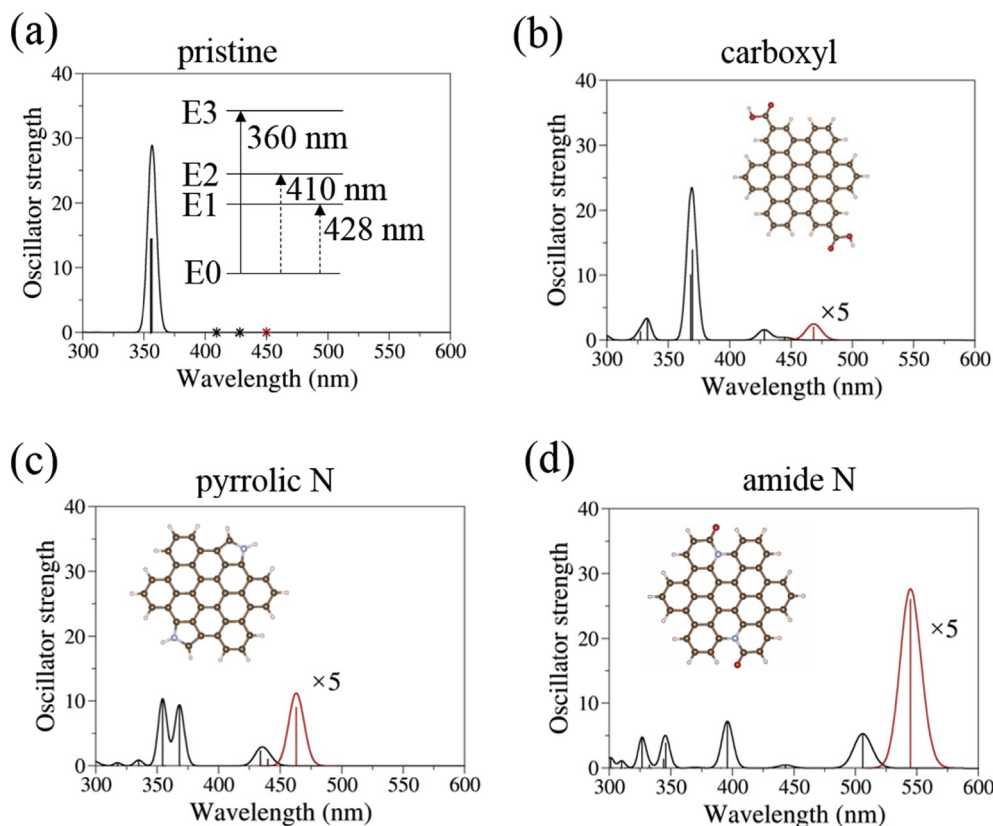 (a)
pristine
40
30
20
10
0
300 350 400 450 500 550 600
Oscillator strength
Wavelength (nm)
E3
360 nm
E2
410 nm
E1
428 nm
E0
(b)
carboxyl
40
30
20
10
0
300 350 400 450 500 550 600
Oscillator strength
Wavelength (nm)
×5
(c)
pyrrolic N
40
30
20
10
0
300 350 400 450 500 550 600
Oscillator strength
Wavelength (nm)
×5
(d)
amide N
40
30
20
10
0
300 350 400 450 500 550 600
Oscillator strength
Wavelength (nm)
×5